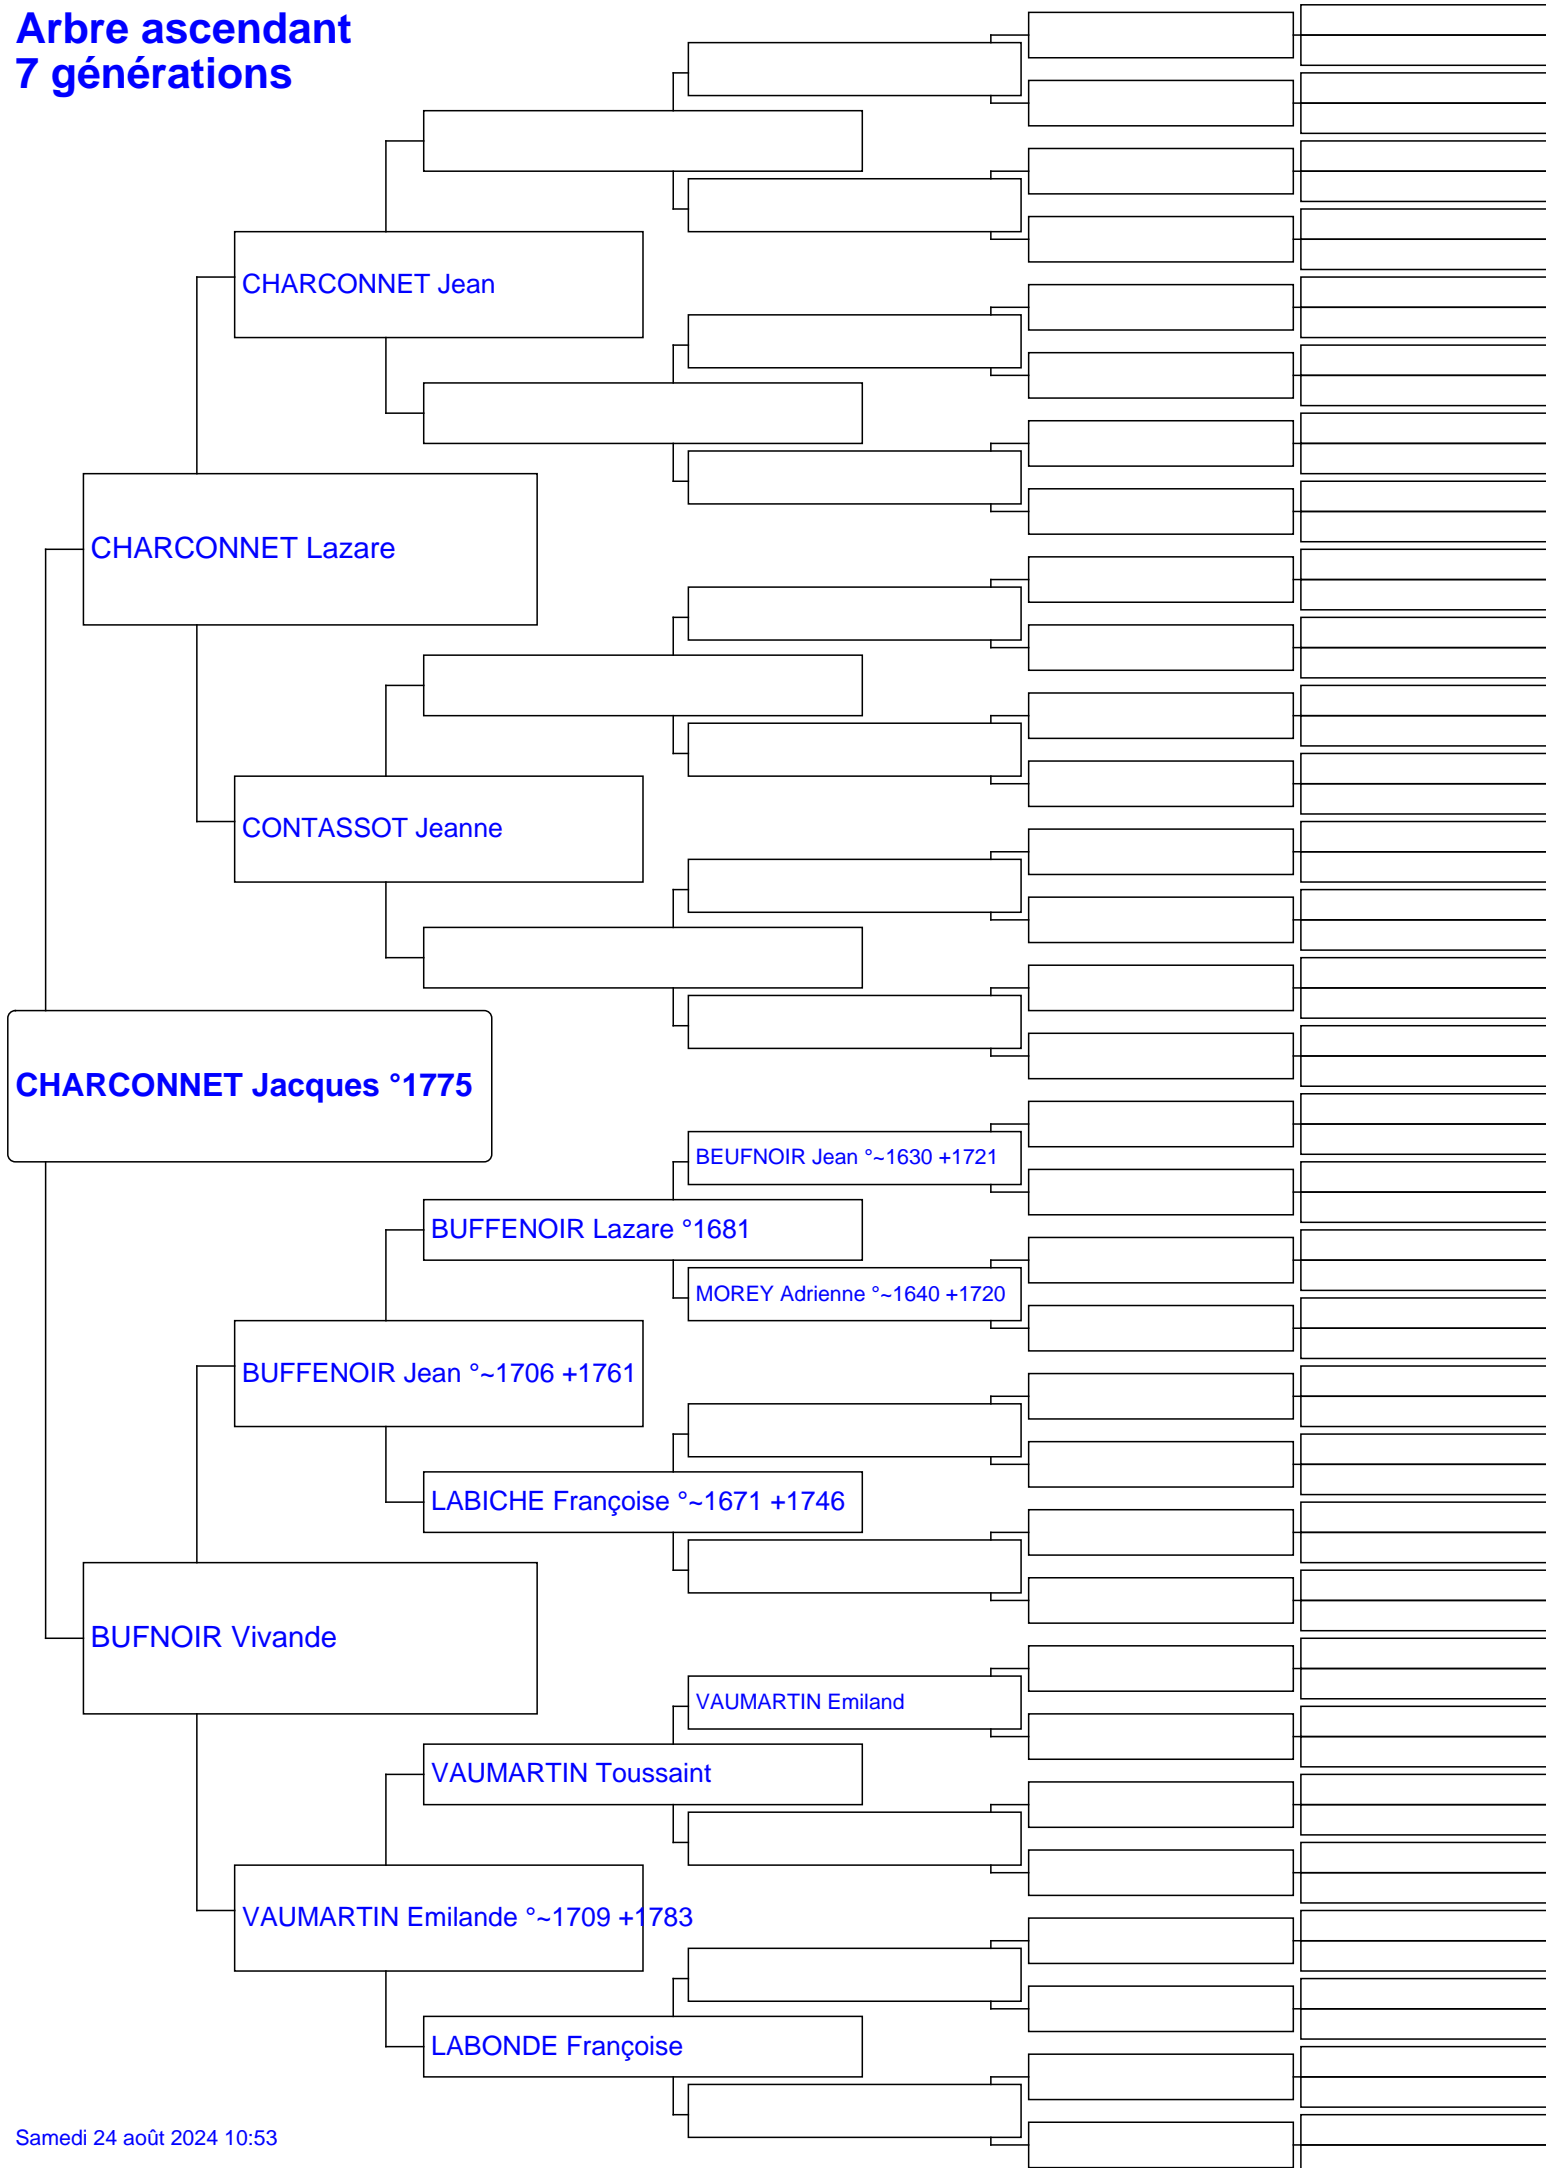 Arbre ascendant
7 générations
CHARCONNET Jean
CHARCONNET Lazare
CONTASSOT Jeanne
CHARCONNET Jacques °1775
BEUFNOIR Jean °~1630 +1721
BUFFENOIR Lazare °1681
MOREY Adrienne °~1640 +1720
BUFFENOIR Jean °~1706 +1761
LABICHE Françoise °~1671 +1746
BUFNOIR Vivande
VAUMARTIN Emiland
VAUMARTIN Toussaint
VAUMARTIN Emilande °~1709 +1783
LABONDE Françoise
Samedi 24 août 2024 10:53